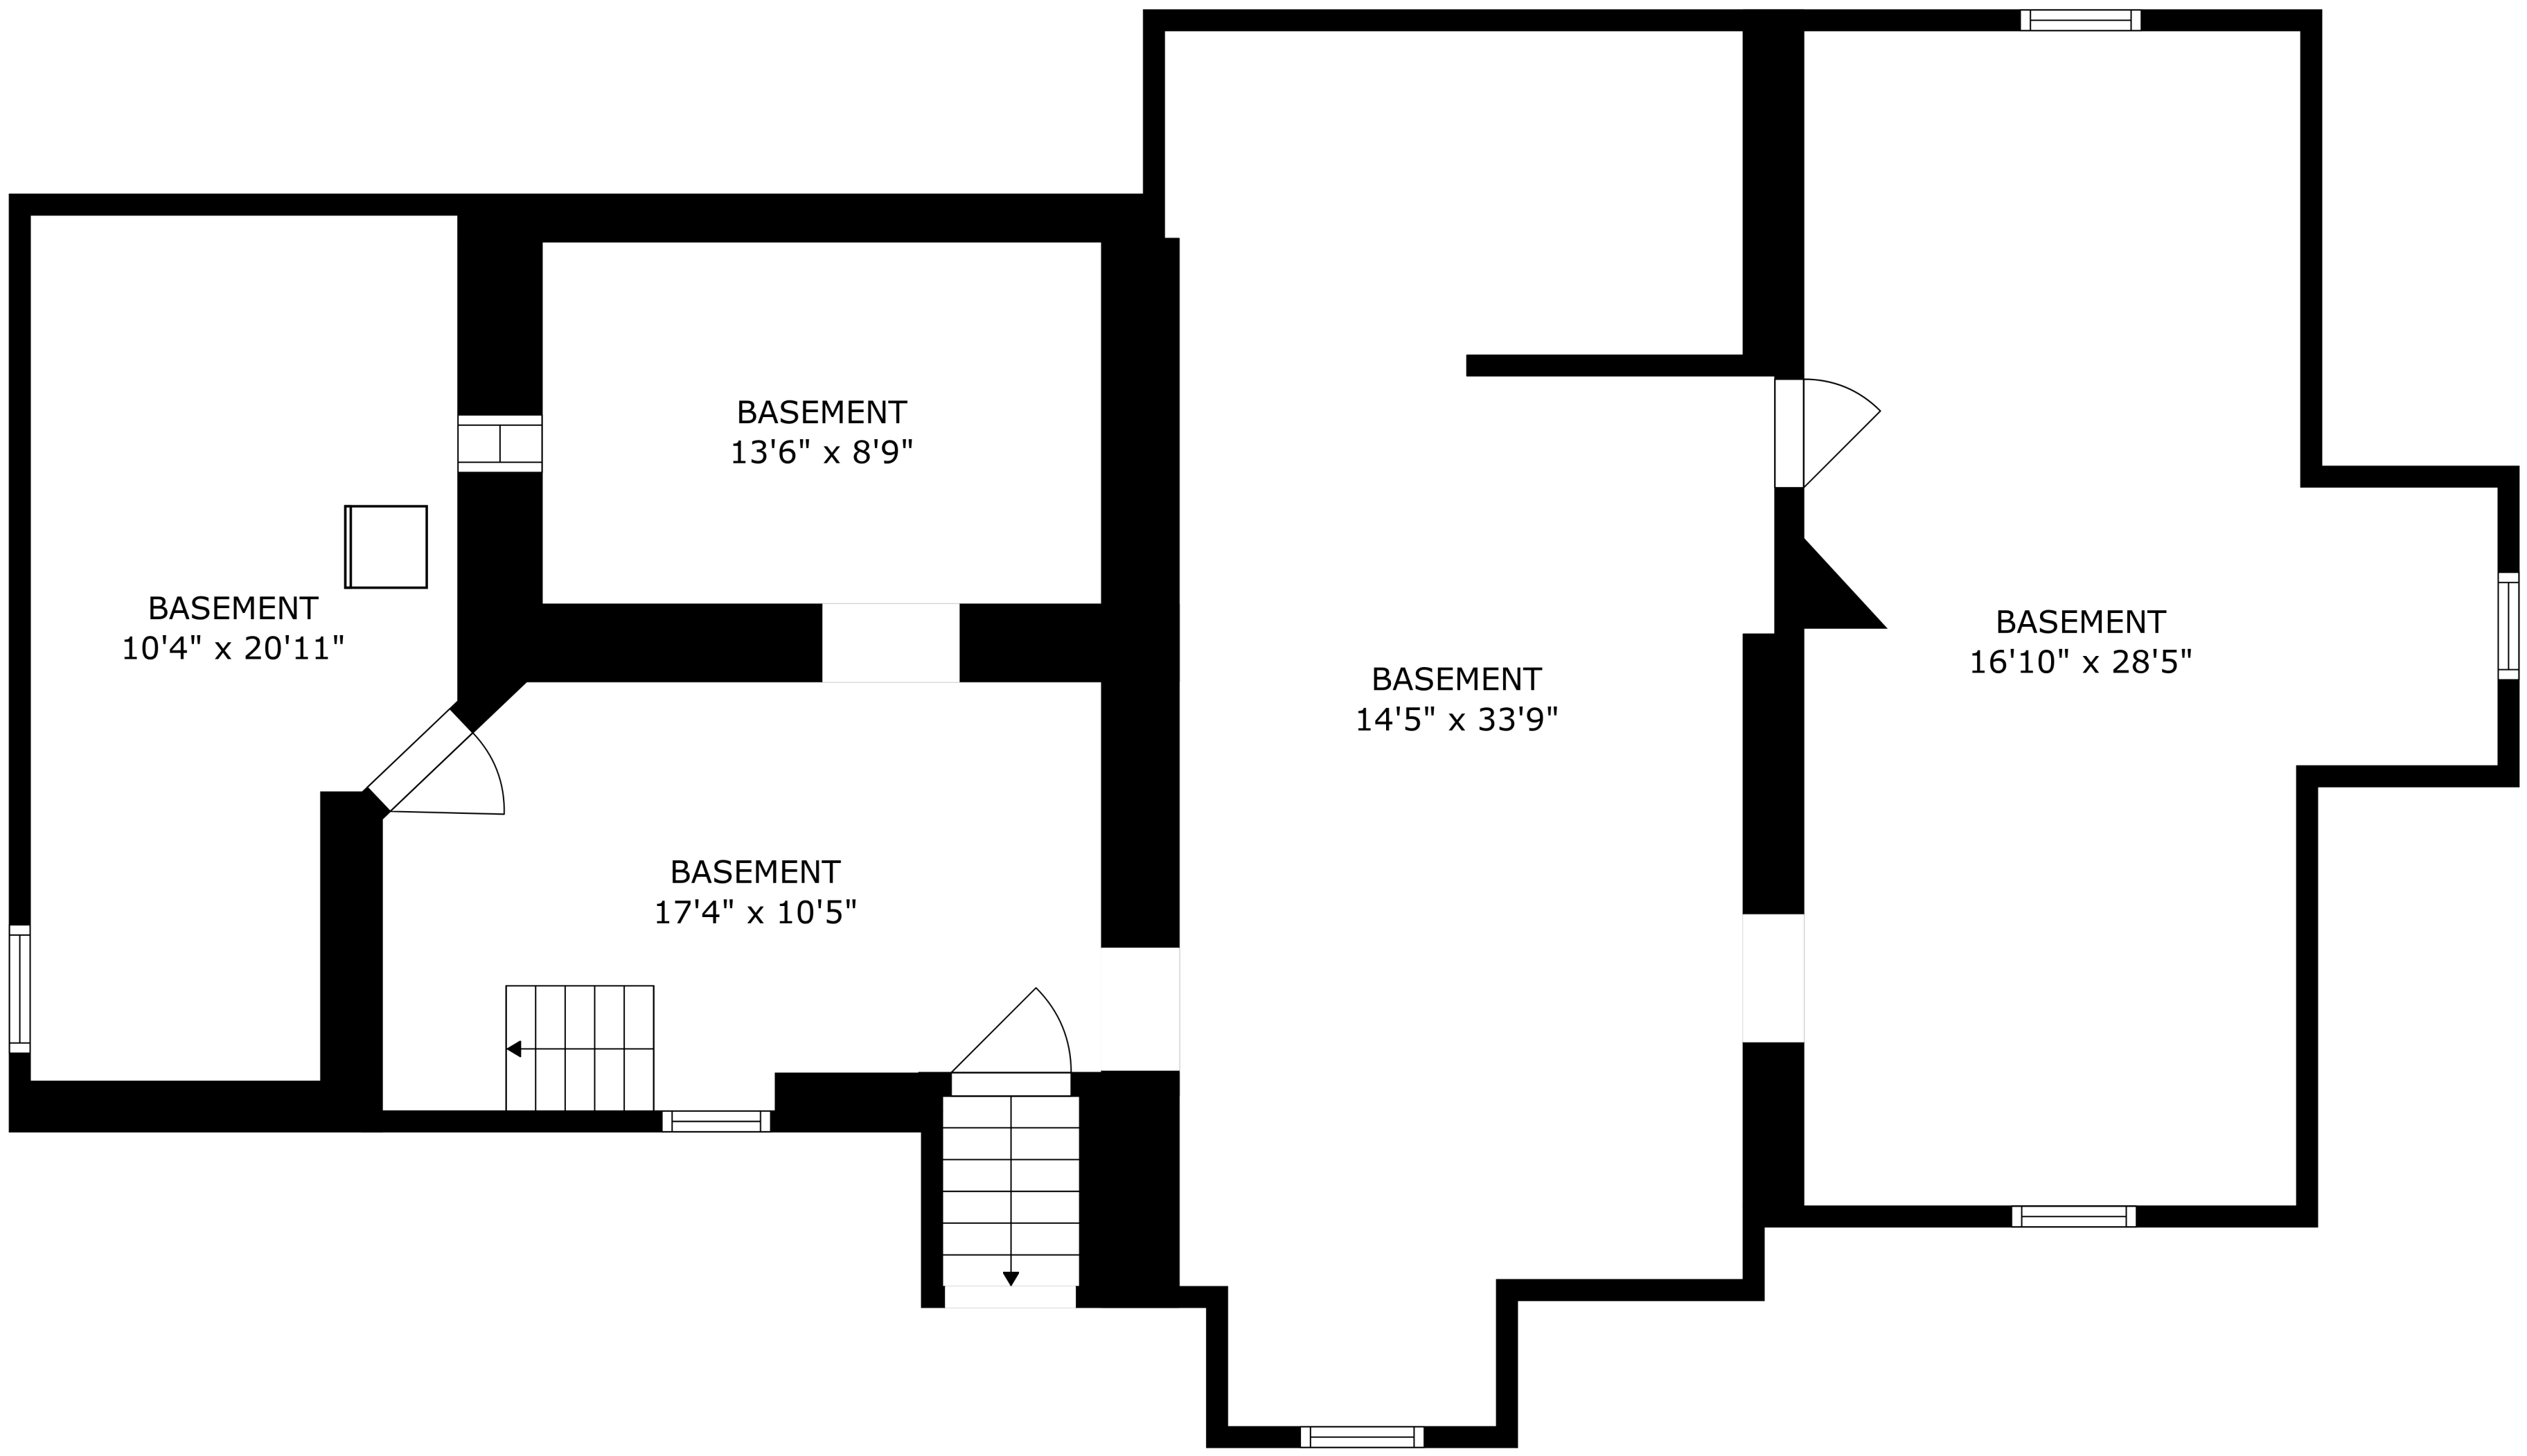 BASEMENT
13'6" x 8'9"
BASEMENT
10'4" x 20'11"
BASEMENT
16'10" x 28'5"
BASEMENT
14'5" x 33'9"
BASEMENT
17'4" x 10'5"